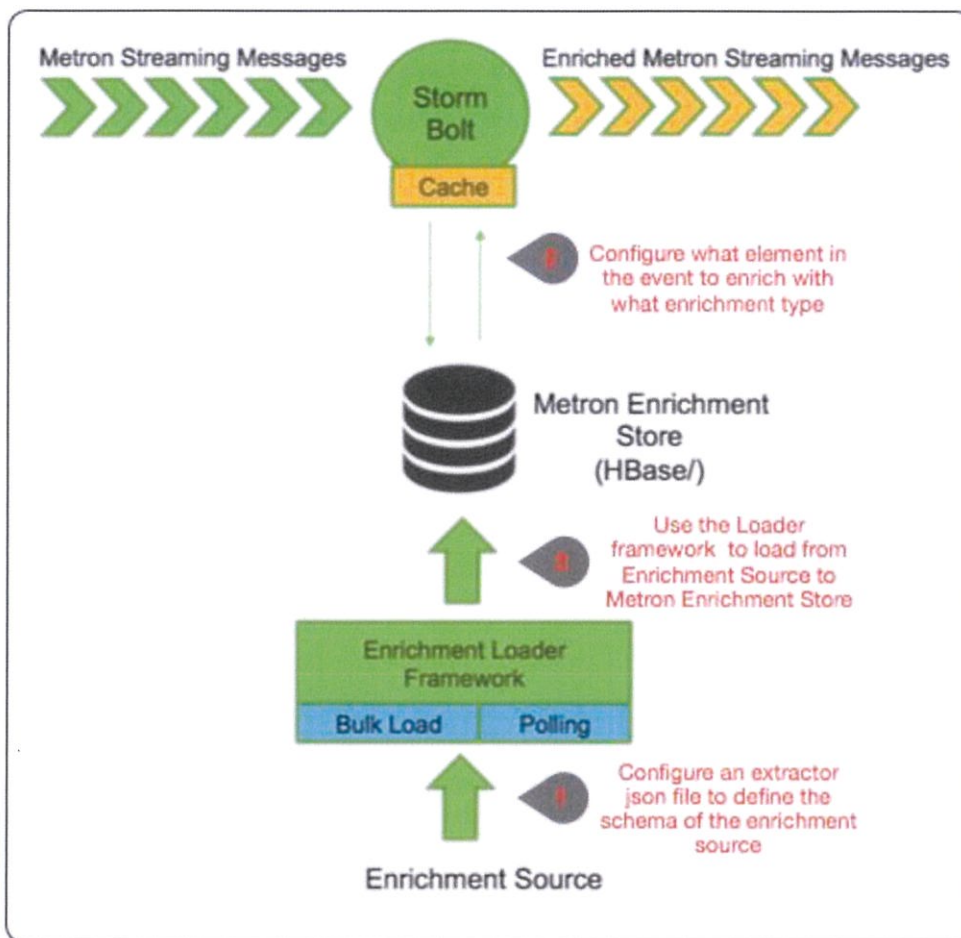 Metron Streaming Messages
Enriched Metron Streaming Messages
Storm
Bolt
Cache
Configure what element in
the event to enrich with
what enrichment type
Metron Enrichment
Store
(HBase/)
Use the Loader
framework to load from
Enrichment Source to
Metron Enrichment Store
Enrichment Loader
Framework
Bulk Load
Polling
Configure an extractor
json file to define the
schema of the enrichment
source
Enrichment Source